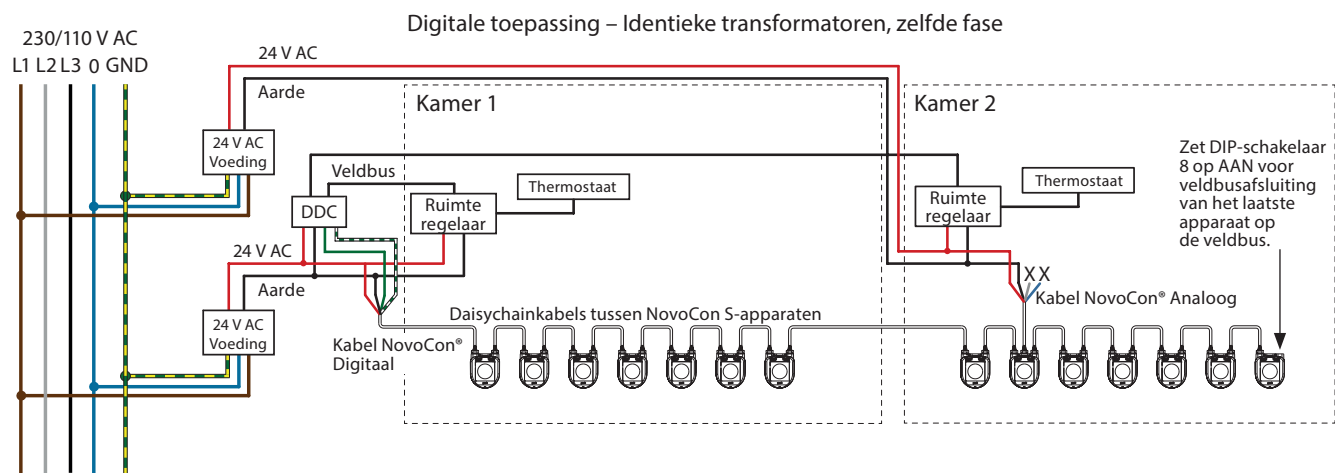 Digitale toepassing – Identieke transformatoren, zelfde fase
230/110 V AC
L1 L2 L3 0 GND
24 V AC
Aarde
24 V AC
Voeding
Kamer 1
Kamer 2
Veldbus
Thermostaat
DDC
Ruimte
regelaar
Ruimte
regelaar
Thermostaat
Zet DIP-schakelaar
8 op AAN voor
veldbusafsluiting
van het laatste
apparaat op
de veldbus.
24 V AC
Aarde
24 V AC
Voeding
X X
Kabel NovoCon® Analoog
Daisychainkabels tussen NovoCon S-apparaten
Kabel NovoCon®
Digitaal